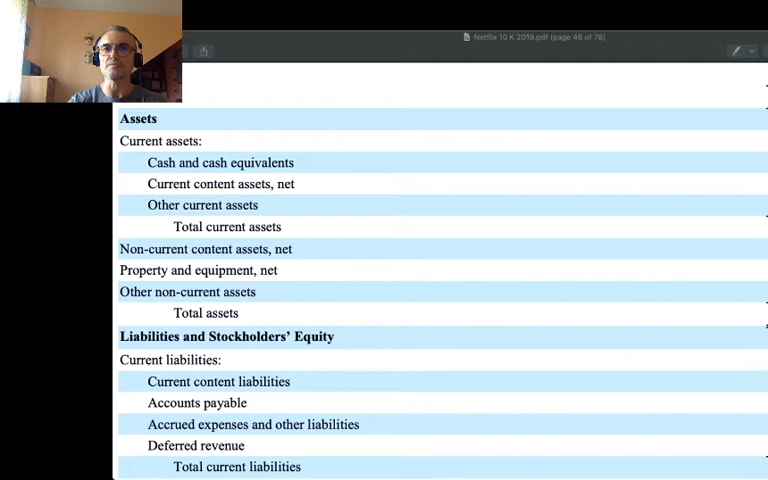 Netflix 10 K 2019.pdf (page 46 of 78)
Assets
Current assets:
Cash and cash equivalents
Current content assets, net
Other current assets
Total current assets
Non-current content assets, net
Property and equipment, net
Other non-current assets
Total assets
Liabilities and Stockholders’ Equity
Current liabilities:
Current content liabilities
Accounts payable
Accrued expenses and other liabilities
Deferred revenue
Total current liabilities